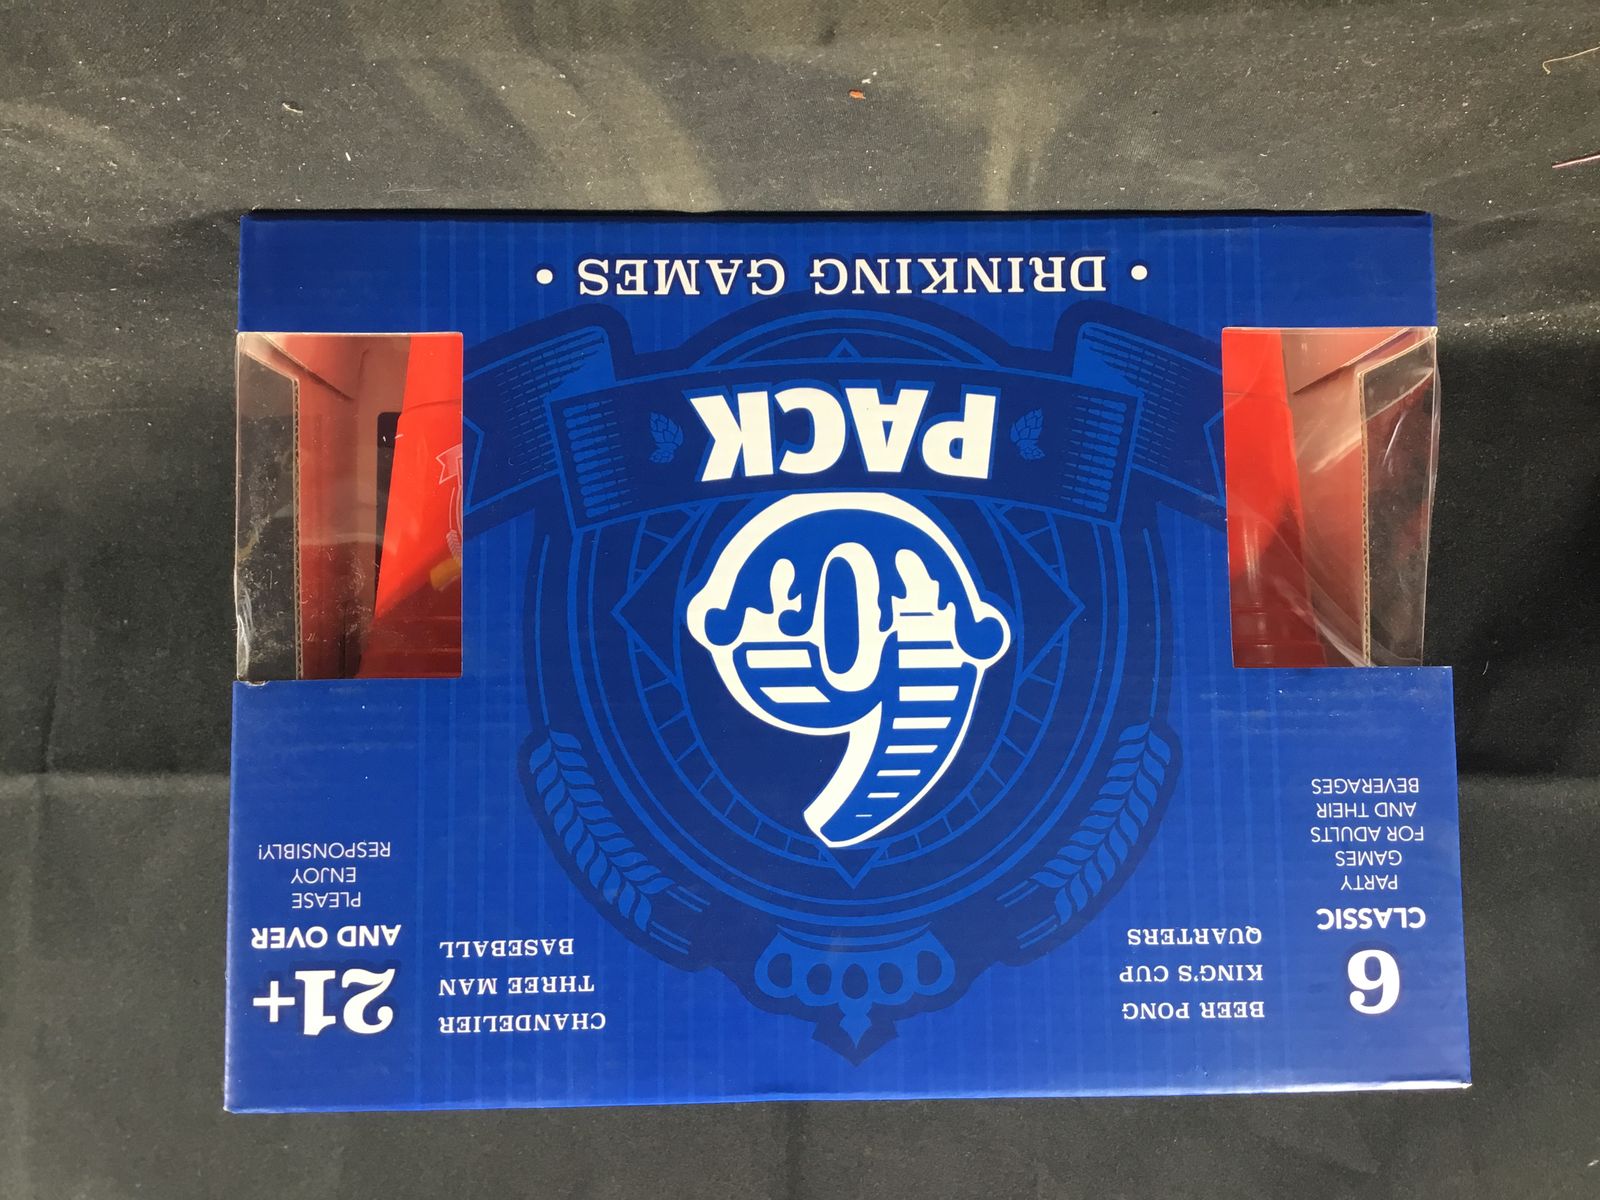 6
CLASSIC
PARTY
GAMES
FOR ADULTS
AND THEIR
BEVERAGES
BEER PONG
KING'S CUP
QUARTERS
CHANDELIER
THREE MAN
BASEBALL
21+
AND OVER
PLEASE
ENJOY
RESPONSIBLY!
6
PACK
• DRINKING GAMES •